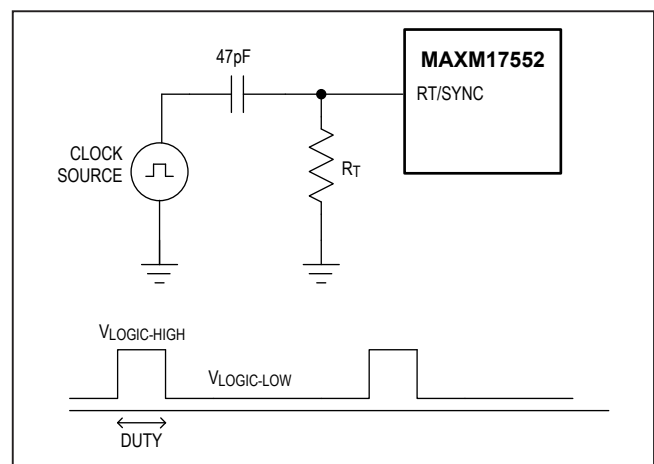 47pF
MAXM17552
RT/SYNC
CLOCK
SOURCE
RT
VLOGIC-HIGH
VLOGIC-LOW
DUTY